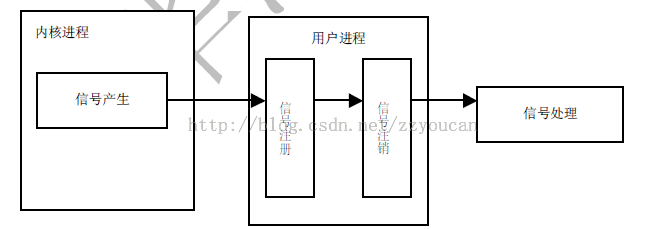 内核进程
用户进程
信号产生
信号注册
信号注销
信号处理
http://blog.csdn.net/zzyoucan